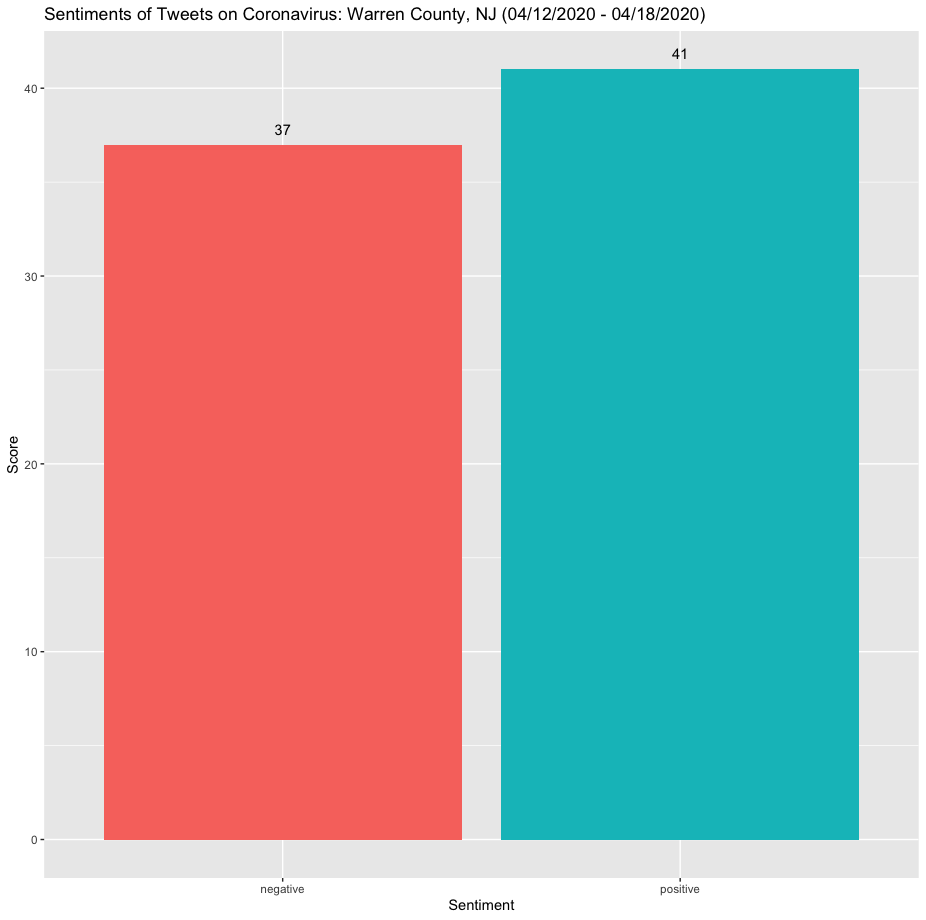 Sentiments of Tweets on Coronavirus: Warren County, NJ (04/12/2020 - 04/18/2020)
41
37
40
30
20
10
0
Score
negative positive
Sentiment